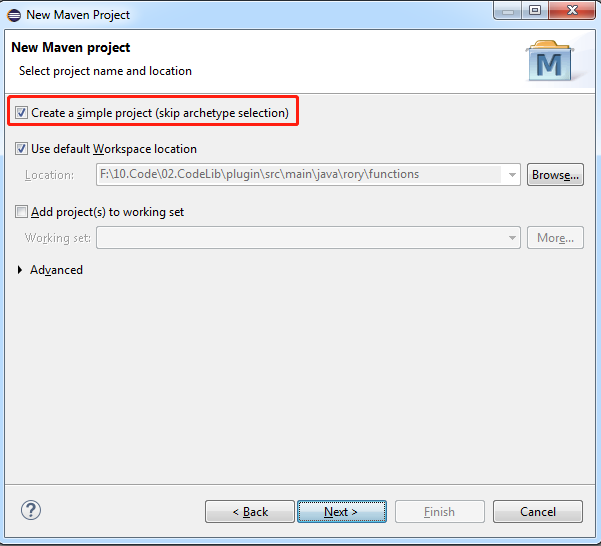 New Maven Project
New Maven project
Select project name and location
M
Create a simple project (skip archetype selection)
Use default Workspace location
Location: F:\10.Code\02.CodeLib\plugin\src\main\java\rory\functions Browse...
Add project(s) to working set
Working set: More...
Advanced
? < Back Next > Finish Cancel